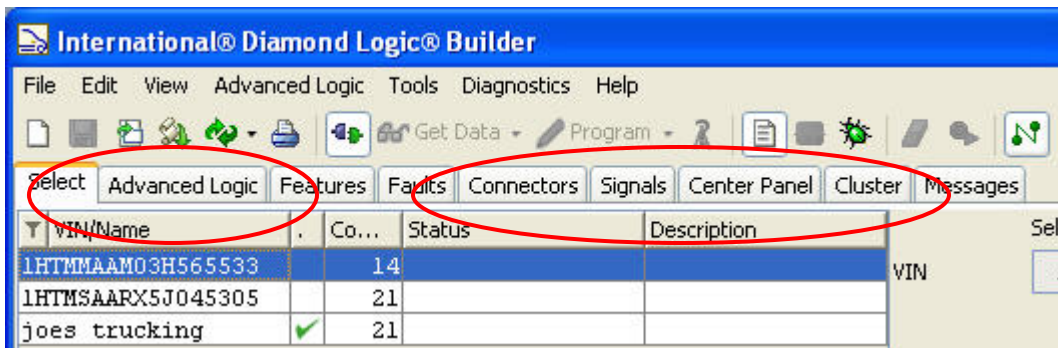 International® Diamond Logic® Builder
File Edit View Advanced Logic Tools Diagnostics Help
Get Data Program
Select Advanced Logic Features Faults Connectors Signals Center Panel Cluster Messages
VIN/Name . Co... Status Description Sel
1HTMMAAM03H565533 14 VIN
1HTMSAARX5J045305 21
joes trucking 21